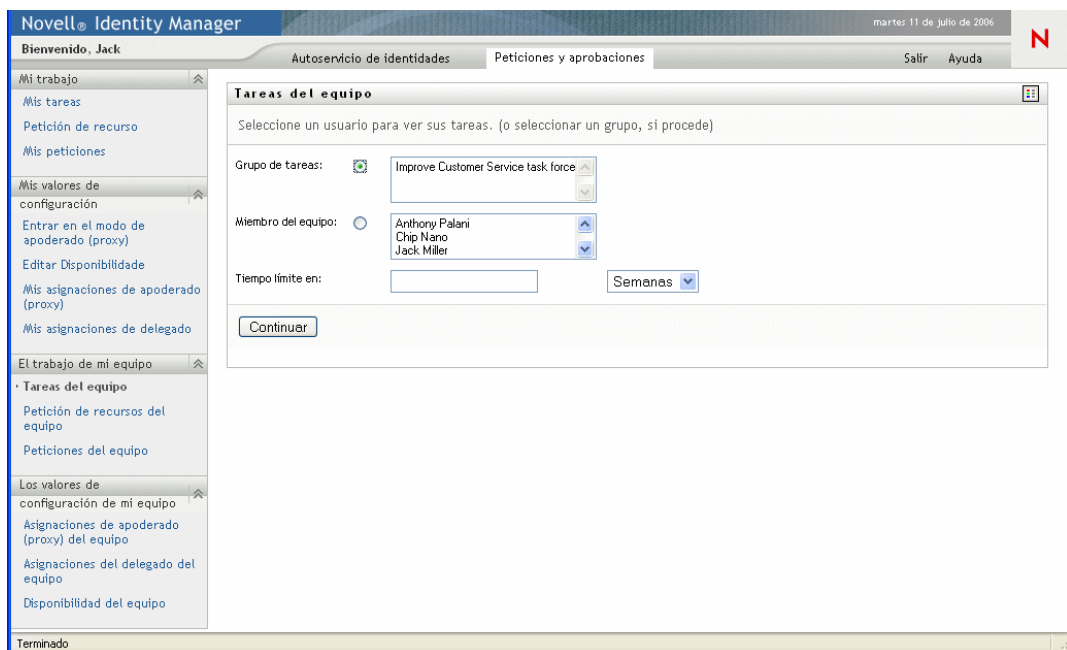 Novell® Identity Manager
martes 11 de julio de 2006
N
Bienvenido, Jack
Autoservicio de identidades
Peticiones y aprobaciones
Salir
Ayuda
Mi trabajo
Mis tareas
Petición de recurso
Mis peticiones
Mis valores de
configuración
Entrar en el modo de
apoderado (proxy)
Editar Disponibilidade
Mis asignaciones de apoderado
(proxy)
Mis asignaciones de delegado
El trabajo de mi equipo
Tareas del equipo
Petición de recursos del
equipo
Peticiones del equipo
Los valores de
configuración de mi equipo
Asignaciones de apoderado
(proxy) del equipo
Asignaciones del delegado del
equipo
Disponibilidad del equipo
Tareas del equipo
Seleccione un usuario para ver sus tareas. (o seleccionar un grupo, si procede)
Grupo de tareas:
Improve Customer Service task force
Miembro del equipo:
Anthony Palani
Chip Nano
Jack Miller
Tiempo límite en:
Semanas
Continuar
Terminado